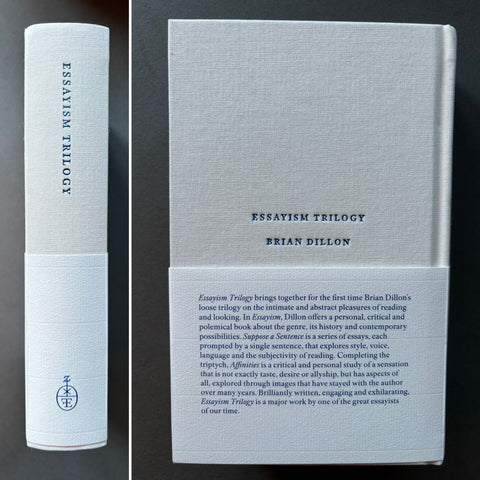 ESSAYISM TRILOGY
ESSAYISM TRILOGY
BRIAN DILLON
Essayism Trilogy brings together for the first time Brian Dillon's
loose trilogy on the intimate and abstract pleasures of reading
and looking. In Essayism, Dillon offers a personal, critical and
polemical book about the genre, its history and contemporary
possibilities. Suppose a Sentence is a series of essays, each
prompted by a single sentence, that explores style, voice,
language and the subjectivity of reading. Completing the
triptych, Affinities is a critical and personal study of a sensation
that is not exactly taste, desire or allyship, but has aspects of
all, explored through images that have stayed with the author
over many years. Brilliantly written, engaging and exhilarating,
Essayism Trilogy is a major work by one of the great essayists
of our time.